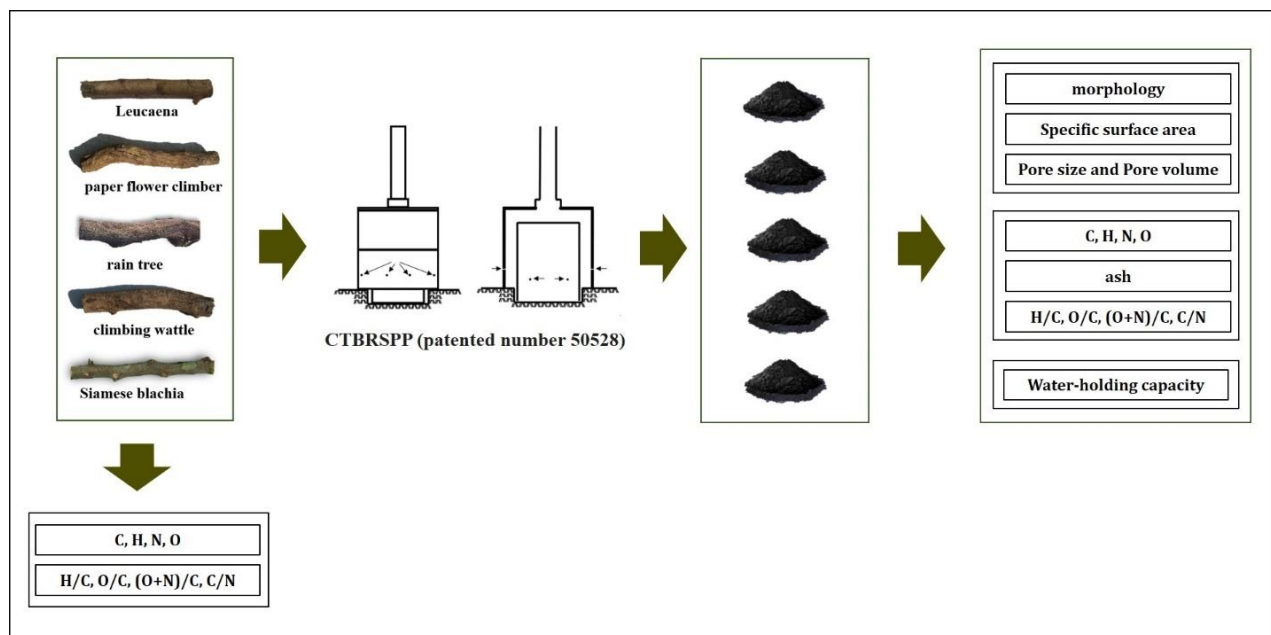 Leucaena
paper flower climber
rain tree
climbing wattle
Siamese blachia
CTBRSPP (patented number 50528)
morphology
Specific surface area
Pore size and Pore volume
C, H, N, O
ash
H/C, O/C, (O+N)/C, C/N
Water-holding capacity
C, H, N, O
H/C, O/C, (O+N)/C, C/N